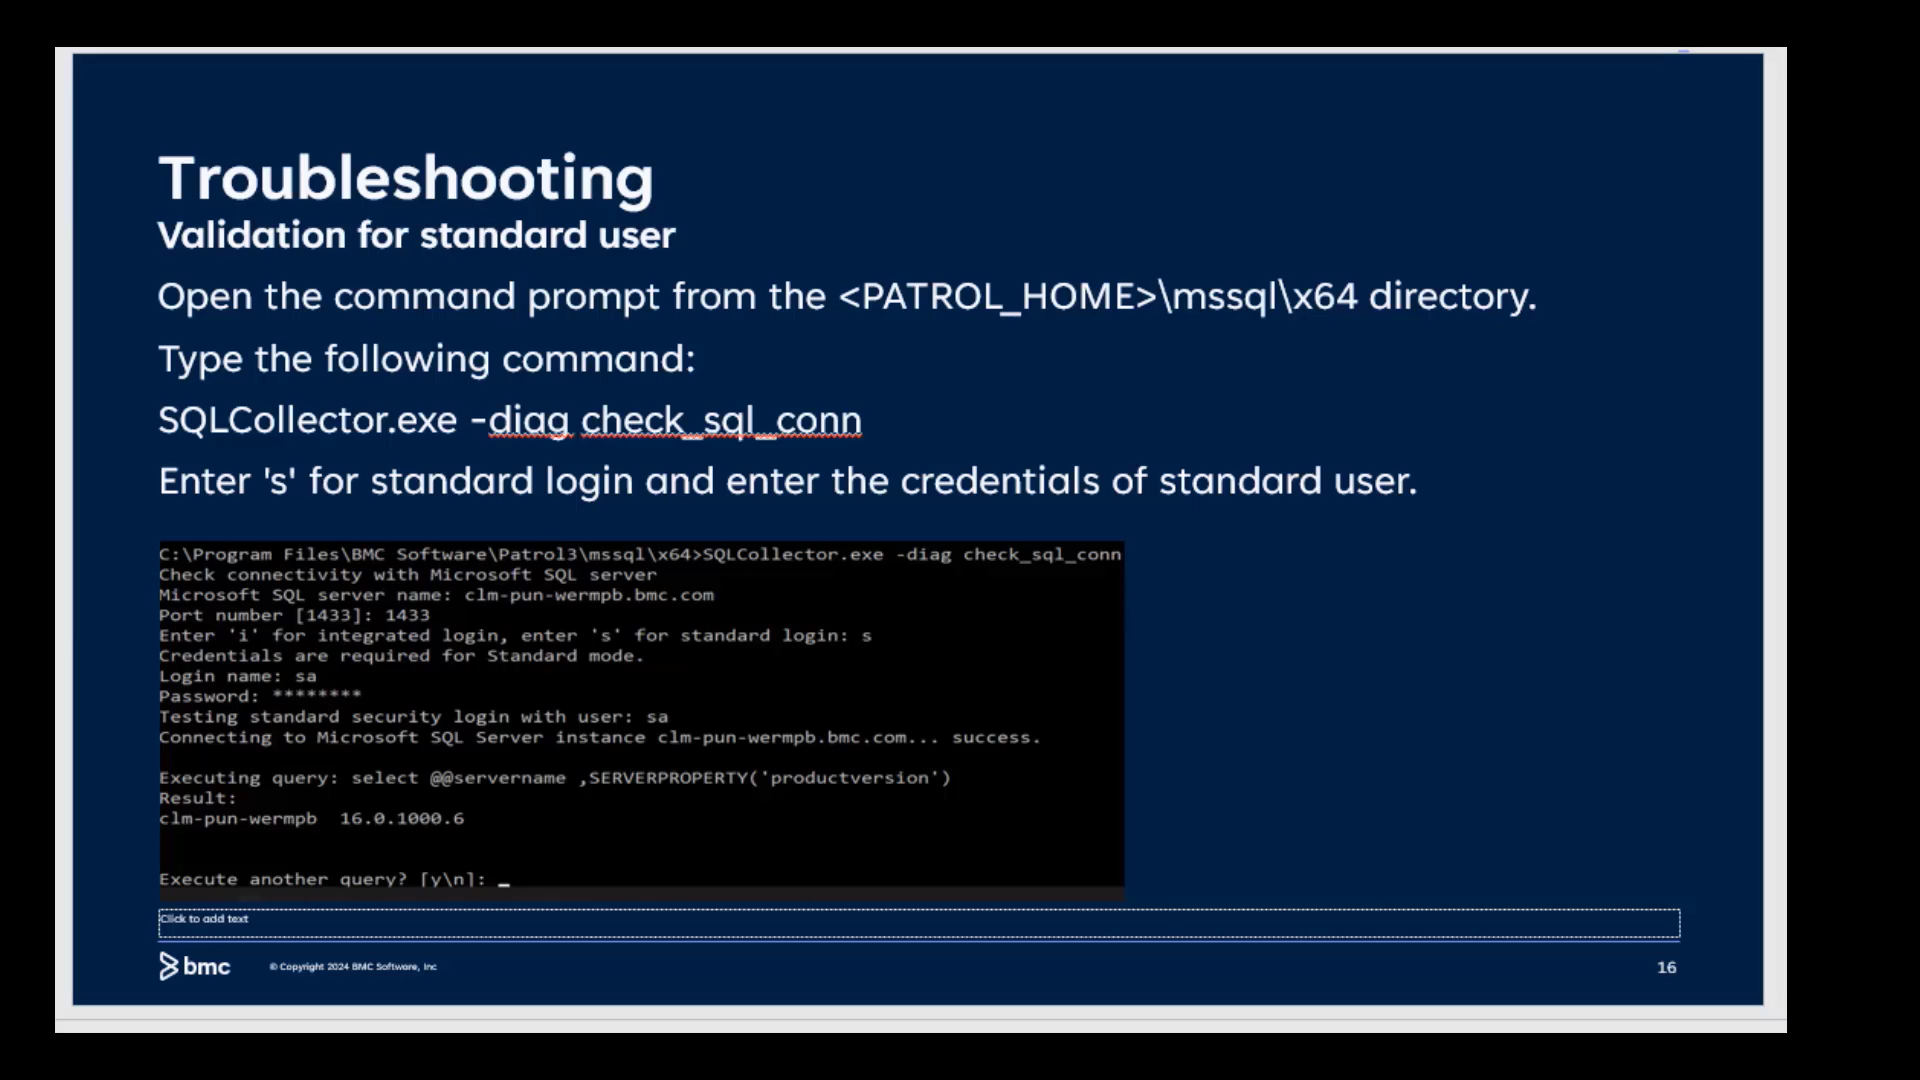 Troubleshooting
Validation for standard user
Open the command prompt from the <PATROL_HOME>\mssql\x64 directory.
Type the following command:
SQLCollector.exe -diag check_sql_conn
Enter 's' for standard login and enter the credentials of standard user.
C:\Program Files\BMC Software\Patrol3\mssql\x64>SQLCollector.exe -diag check_sql_conn
Check connectivity with Microsoft SQL server
Microsoft SQL server name: clm-pun-wermpb.bmc.com
Port number [1433]: 1433
Enter 'i' for integrated login, enter 's' for standard login: s
Credentials are required for Standard mode.
Login name: sa
Password: ********
Testing standard security login with user: sa
Connecting to Microsoft SQL Server instance clm-pun-wermpb.bmc.com... success.
Executing query: select @@servername ,SERVERPROPERTY('productversion')
Result:
clm-pun-wermpb  16.0.1000.6
Execute another query? [y\n]: _
Click to add text
bmc
© Copyright 2024 BMC Software, Inc
16